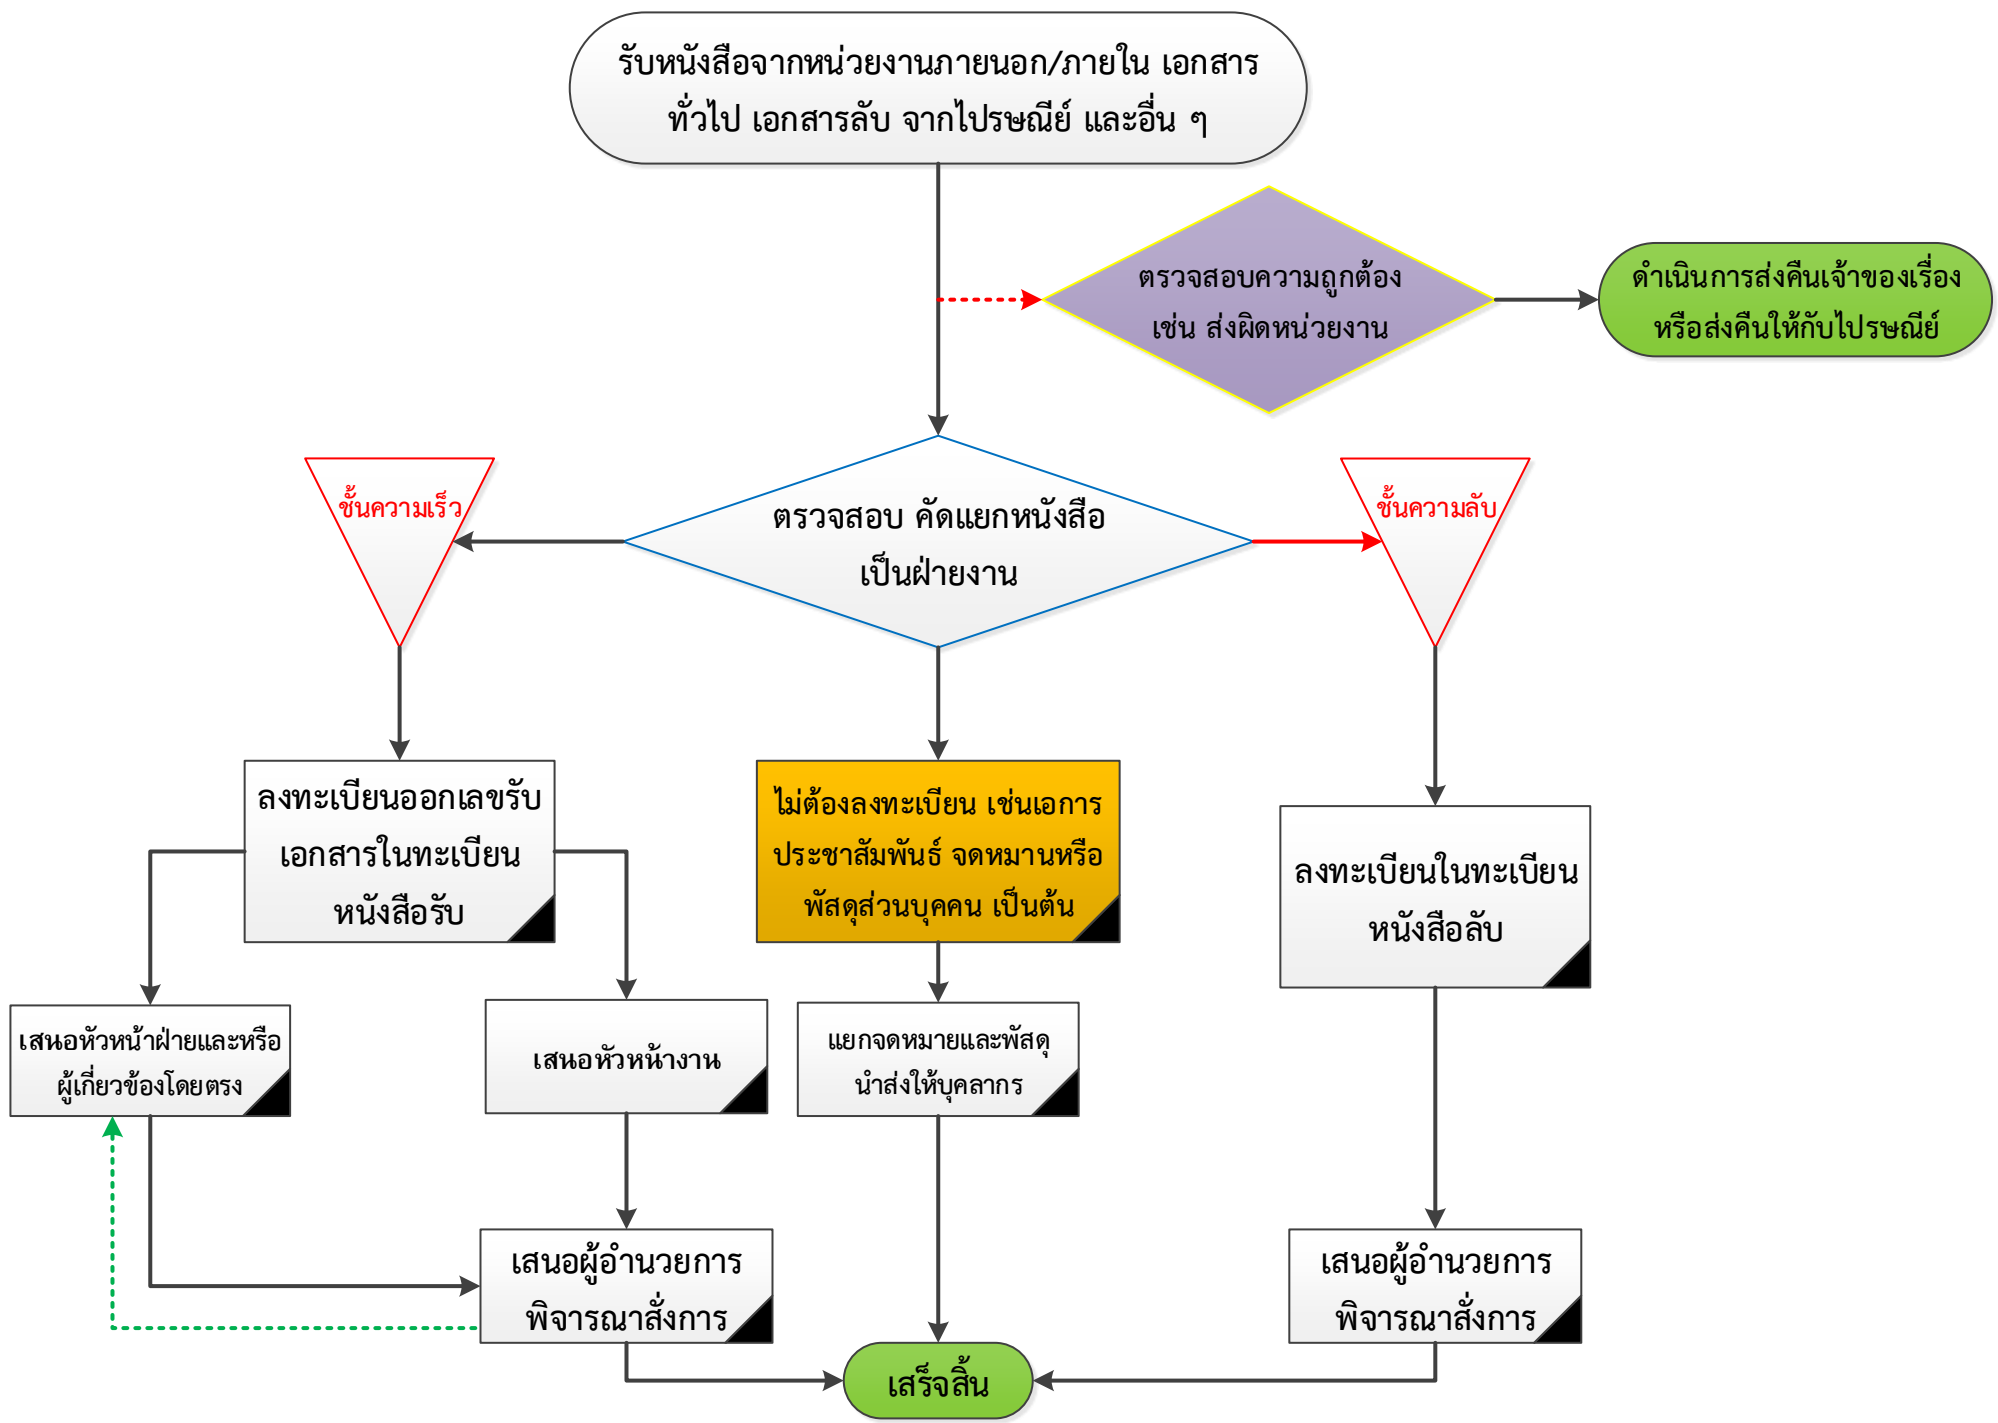 รับหนังสือจากหน่วยงานภายนอก/ภายใน เอกสาร
ทั่วไป เอกสารลับ จากไปรษณีย์ และอื่น ๆ
ตรวจสอบความถูกต้อง
เช่น ส่งผิดหน่วยงาน
ดำเนินการส่งคืนเจ้าของเรื่อง
หรือส่งคืนให้กับไปรษณีย์
ชั้นความเร็ว
ตรวจสอบ คัดแยกหนังสือ
เป็นฝ่ายงาน
ชั้นความลับ
ลงทะเบียนออกเลขรับ
เอกสารในทะเบียน
หนังสือรับ
ไม่ต้องลงทะเบียน เช่นเอการ
ประชาสัมพันธ์ จดหมานหรือ
พัสดุส่วนบุคคน เป็นต้น
ลงทะเบียนในทะเบียน
หนังสือลับ
เสนอหัวหน้าฝ่ายและหรือ
ผู้เกี่ยวข้องโดยตรง
เสนอหัวหน้างาน
แยกจดหมายและพัสดุ
นำส่งให้บุคลากร
เสนอผู้อำนวยการ
พิจารณาสั่งการ
เสนอผู้อำนวยการ
พิจารณาสั่งการ
เสร็จสิ้น